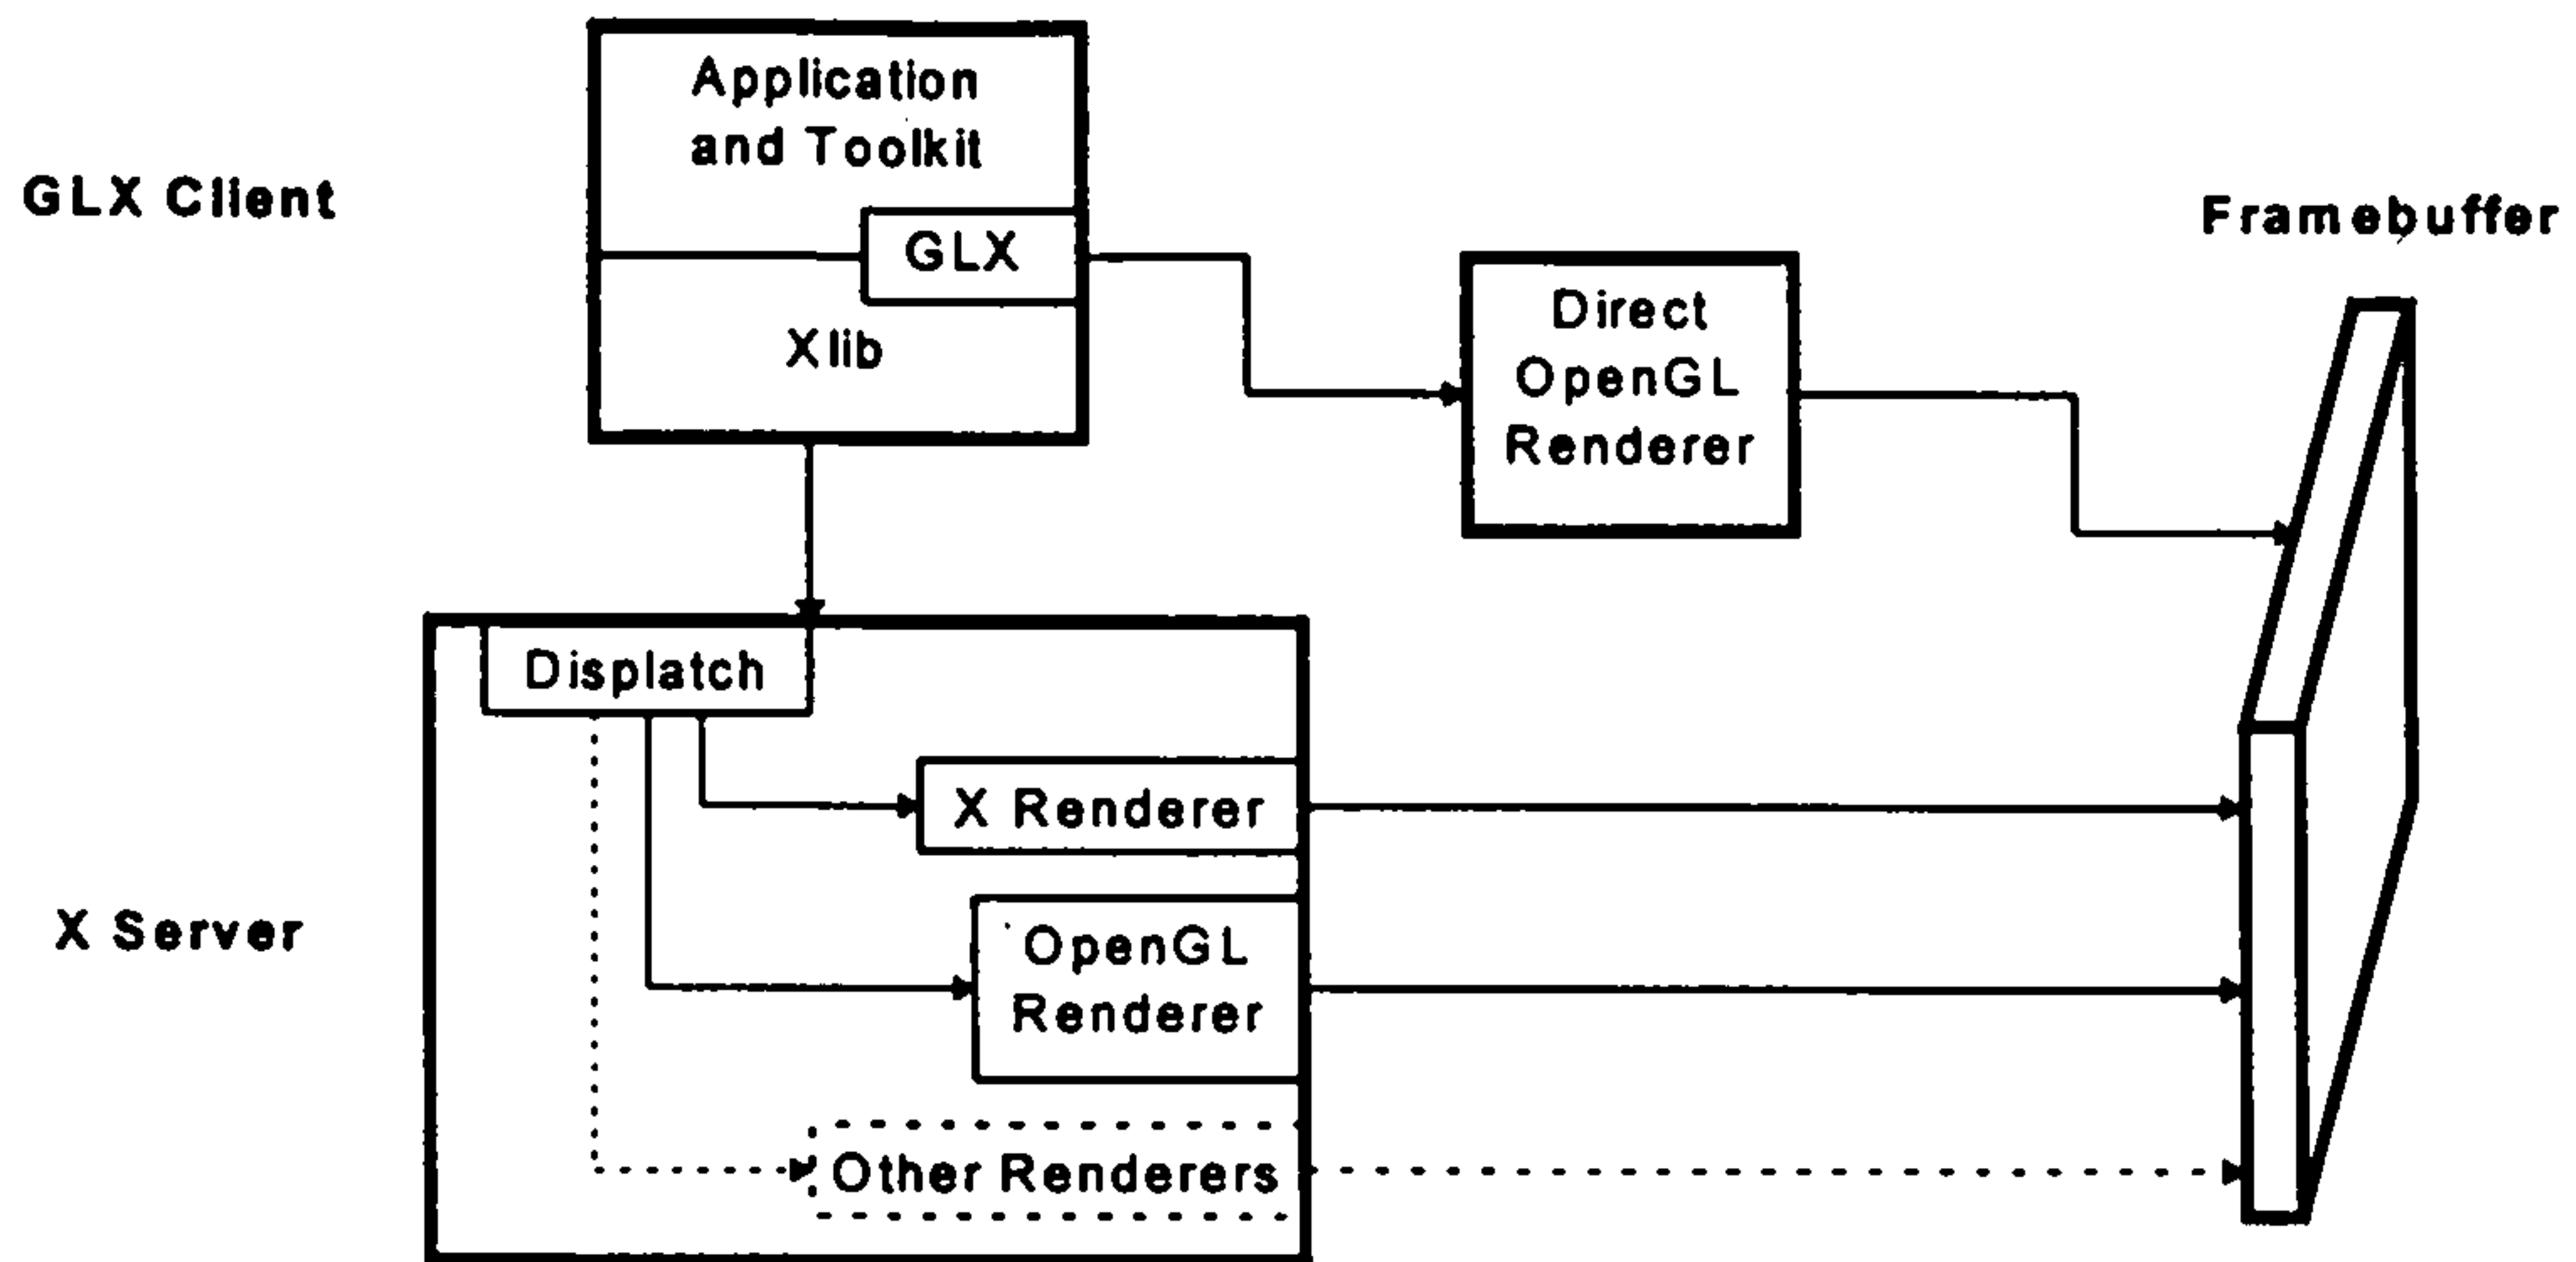 Application
and Toolkit
GLX Client
GLX
Xlib
Framebuffer
Direct
OpenGL
Renderer
Displatch
X Renderer
X Server
OpenGL
Renderer
Other Renderers